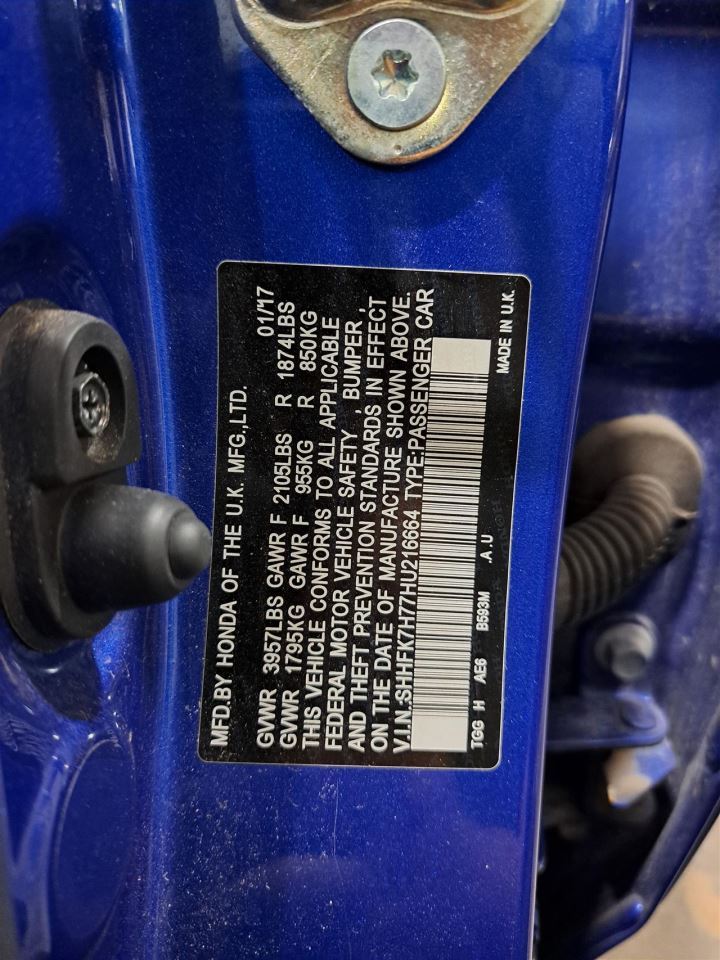 MFD.BY HONDA OF THE U.K. MFG.,LTD.
01/'17
GVWR 3957LBS GAWR F 2105LBS R 1874LBS
GVWR 1795KG GAWR F 955KG R 850KG
THIS VEHICLE CONFORMS TO ALL APPLICABLE
FEDERAL MOTOR VEHICLE SAFETY , BUMPER ,
AND THEFT PREVENTION STANDARDS IN EFFECT
ON THE DATE OF MANUFACTURE SHOWN ABOVE.
V.I.N.:SHHFK7H77HU216664 TYPE:PASSENGER CAR
TGG H AE6 B593M .A .U MADE IN U.K.